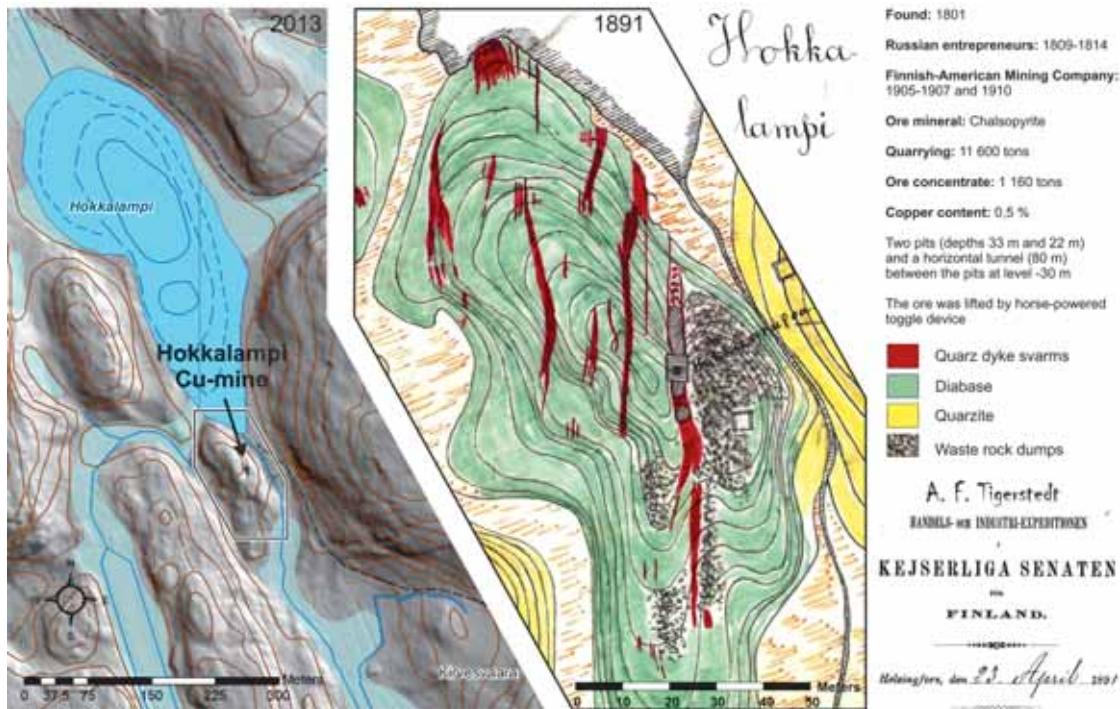 2013
Hokkalampi
Hokkalampi
Cu-mine
Kirvesvaara
Meters
0 37,5 75 150 225 300
1891
Hokka
lampi
Meters
0 10 20 30 40 50
Found: 1801
Russian entrepreneurs: 1809-1814
Finnish-American Mining Company:
1905-1907 and 1910
Ore mineral: Chalsopyrite
Quarrying: 11 600 tons
Ore concentrate: 1 160 tons
Copper content: 0,5 %
Two pits (depths 33 m and 22 m)
and a horizontal tunnel (80 m)
between the pits at level -30 m
The ore was lifted by horse-powered
toggle device
Quarz dyke svarms
Diabase
Quartzite
Waste rock dumps
A. F. Tigerstedt
HANDELS- OCH INDUSTRI-EXPEDITIONEN
i
KEJSERLIGA SENATEN
FÖR
FINLAND.
Helsingfors, den 23 April 1891